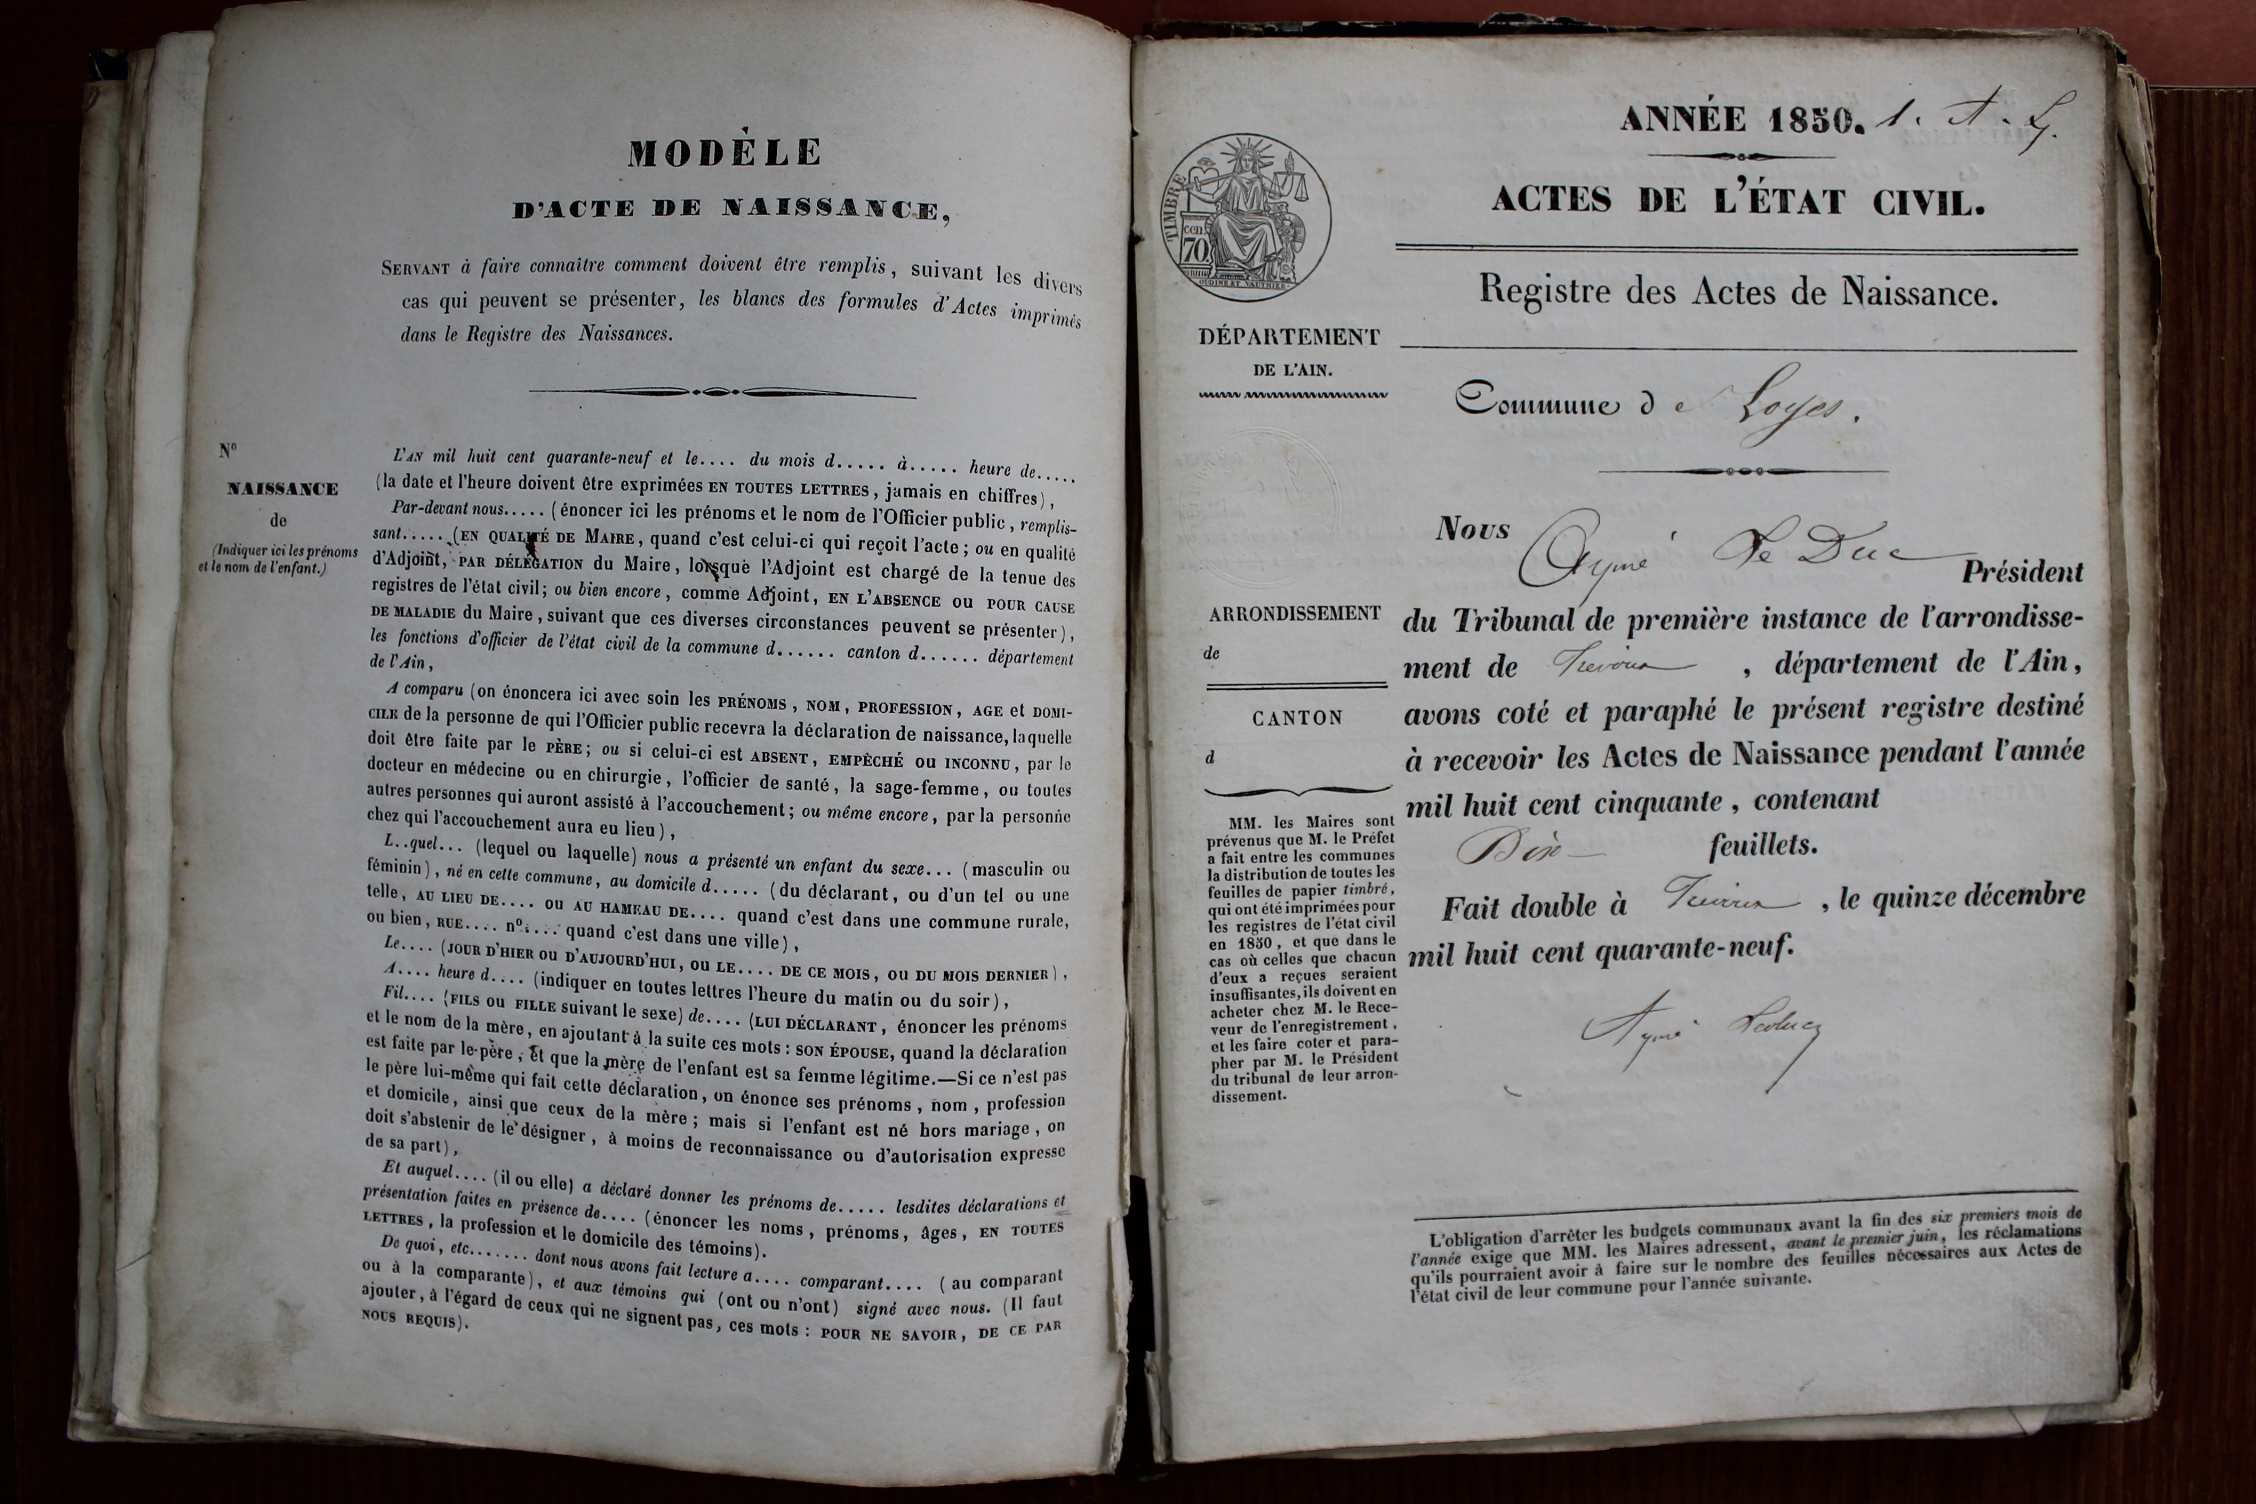 MODÈLE
D'ACTE DE NAISSANCE,
SERVANT à faire connaître comment doivent être remplis, suivant les divers
cas qui peuvent se présenter, les blancs des formules d'Actes imprimés
dans le Registre des Naissances.
N°
NAISSANCE
de
(Indiquer ici les prénoms
et le nom de l'enfant.)
L'AN mil huit cent quarante-neuf et le.... du mois d..... à..... heure de.....
(la date et l'heure doivent être exprimées EN TOUTES LETTRES, jamais en chiffres),
Par-devant nous..... (énoncer ici les prénoms et le nom de l'Officier public, remplis-
sant..... (EN QUALITÉ DE MAIRE, quand c'est celui-ci qui reçoit l'acte; ou en qualité
d'Adjoint, PAR DÉLÉGATION du Maire, lorsque l'Adjoint est chargé de la tenue des
registres de l'état civil; ou bien encore, comme Adjoint, EN L'ABSENCE OU POUR CAUSE
DE MALADIE du Maire, suivant que ces diverses circonstances peuvent se présenter),
les fonctions d'officier de l'état civil de la commune d...... canton d...... département
de l'Ain,
A comparu (on énoncera ici avec soin les PRÉNOMS, NOM, PROFESSION, AGE et DOMI-
CILE de la personne de qui l'Officier public recevra la déclaration de naissance, laquelle
doit être faite par le PÈRE; ou si celui-ci est ABSENT, EMPÊCHÉ OU INCONNU, par le
docteur en médecine ou en chirurgie, l'officier de santé, la sage-femme, ou toutes
autres personnes qui auront assisté à l'accouchement; ou même encore, par la personne
chez qui l'accouchement aura eu lieu),
L..quel... (lequel ou laquelle) nous a présenté un enfant du sexe... (masculin ou
féminin), né en cette commune, au domicile d..... (du déclarant, ou d'un tel ou une
telle, AU LIEU DE.... OU AU HAMEAU DE.... quand c'est dans une commune rurale,
ou bien, RUE.... n°.... quand c'est dans une ville),
Le.... (JOUR D'HIER OU D'AUJOURD'HUI, OU LE.... DE CE MOIS, OU DU MOIS DERNIER),
A.... heure d.... (indiquer en toutes lettres l'heure du matin ou du soir),
Fil.... (FILS OU FILLE suivant le sexe) de.... (LUI DÉCLARANT, énoncer les prénoms
et le nom de la mère, en ajoutant à la suite ces mots: SON ÉPOUSE, quand la déclaration
est faite par le père, et que la mère de l'enfant est sa femme légitime.—Si ce n'est pas
le père lui-même qui fait cette déclaration, on énonce ses prénoms, nom, profession
et domicile, ainsi que ceux de la mère; mais si l'enfant est né hors mariage, on
doit s'abstenir de le désigner, à moins de reconnaissance ou d'autorisation expresse
de sa part),
Et auquel.... (il ou elle) a déclaré donner les prénoms de..... lesdites déclarations et
présentation faites en présence de.... (énoncer les noms, prénoms, âges, EN TOUTES
LETTRES, la profession et le domicile des témoins).
De quoi, etc....... dont nous avons fait lecture a.... comparant.... (au comparant
ou à la comparante), et aux témoins qui (ont ou n'ont) signé avec nous. (Il faut
ajouter, à l'égard de ceux qui ne signent pas, ces mots: POUR NE SAVOIR, DE CE PAR
NOUS REQUIS).
ANNÉE 1850. 1. A. L.
ACTES DE L'ÉTAT CIVIL.
Registre des Actes de Naissance.
TIMBRE
cen
70
OUDINE ET VAUTHIER
DÉPARTEMENT
DE L'AIN.
ARRONDISSEMENT
de
CANTON
d
MM. les Maires sont
prévenus que M. le Préfet
a fait entre les communes
la distribution de toutes les
feuilles de papier timbré,
qui ont été imprimées pour
les registres de l'état civil
en 1850, et que dans le
cas où celles que chacun
d'eux a reçues seraient
insuffisantes, ils doivent en
acheter chez M. le Rece-
veur de l'enregistrement,
et les faire coter et para-
pher par M. le Président
du tribunal de leur arron-
dissement.
Commune de Loyes.
Nous Aymé Le Duc Président
du Tribunal de première instance de l'arrondisse-
ment de Trevoux, département de l'Ain,
avons coté et paraphé le présent registre destiné
à recevoir les Actes de Naissance pendant l'année
mil huit cent cinquante, contenant
Dix feuillets.
Fait double à Trevoux, le quinze décembre
mil huit cent quarante-neuf.
Aymé Leduc
L'obligation d'arrêter les budgets communaux avant la fin des six premiers mois de
l'année exige que MM. les Maires adressent, avant le premier juin, les réclamations
qu'ils pourraient avoir à faire sur le nombre des feuilles nécessaires aux Actes de
l'état civil de leur commune pour l'année suivante.